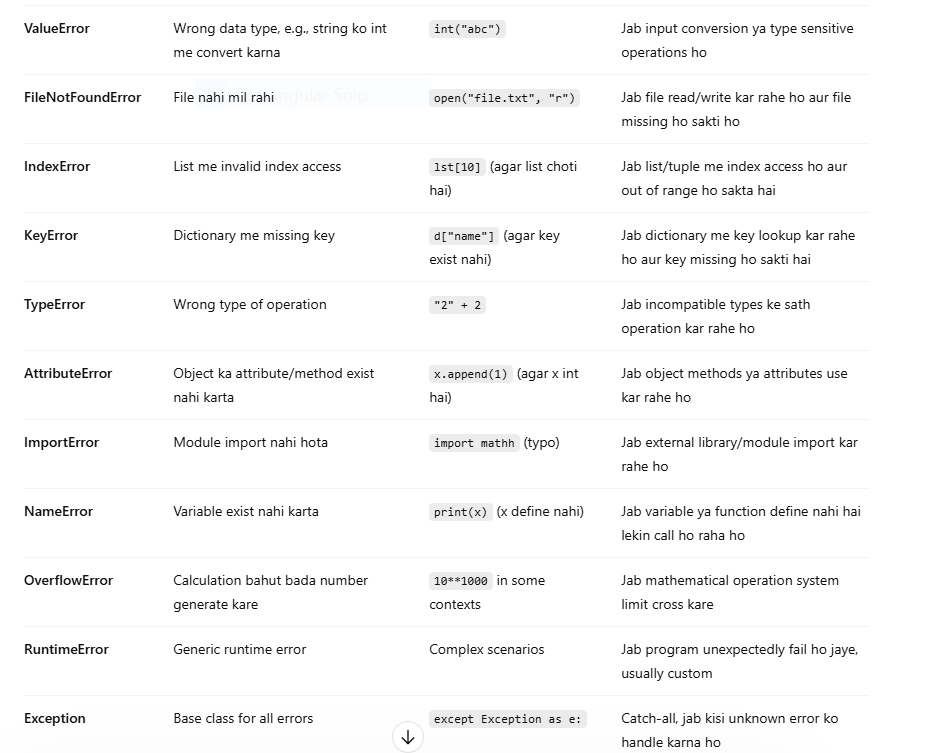 ValueError Wrong data type, e.g., string ko int int("abc") Jab input conversion ya type sensitive
me convert karna operations ho
FileNotFoundError File nahi mil rahi open("file.txt", "r") Jab file read/write kar rahe ho aur file
missing ho sakti ho
IndexError List me invalid index access lst[10] (agar list choti Jab list/tuple me index access ho aur
hai) out of range ho sakta hai
KeyError Dictionary me missing key d["name"] (agar key Jab dictionary me key lookup kar rahe
exist nahi) ho aur key missing ho sakti hai
TypeError Wrong type of operation "2" + 2 Jab incompatible types ke sath
operation kar rahe ho
AttributeError Object ka attribute/method exist x.append(1) (agar x int Jab object methods ya attributes use
nahi karta hai) kar rahe ho
ImportError Module import nahi hota import mathh (typo) Jab external library/module import kar
rahe ho
NameError Variable exist nahi karta print(x) (x define nahi) Jab variable ya function define nahi hai
lekin call ho raha ho
OverflowError Calculation bahut bada number 10**1000 in some Jab mathematical operation system
generate kare contexts limit cross kare
RuntimeError Generic runtime error Complex scenarios Jab program unexpectedly fail ho jaye,
usually custom
Exception Base class for all errors except Exception as e: Catch-all, jab kisi unknown error ko
handle karna ho